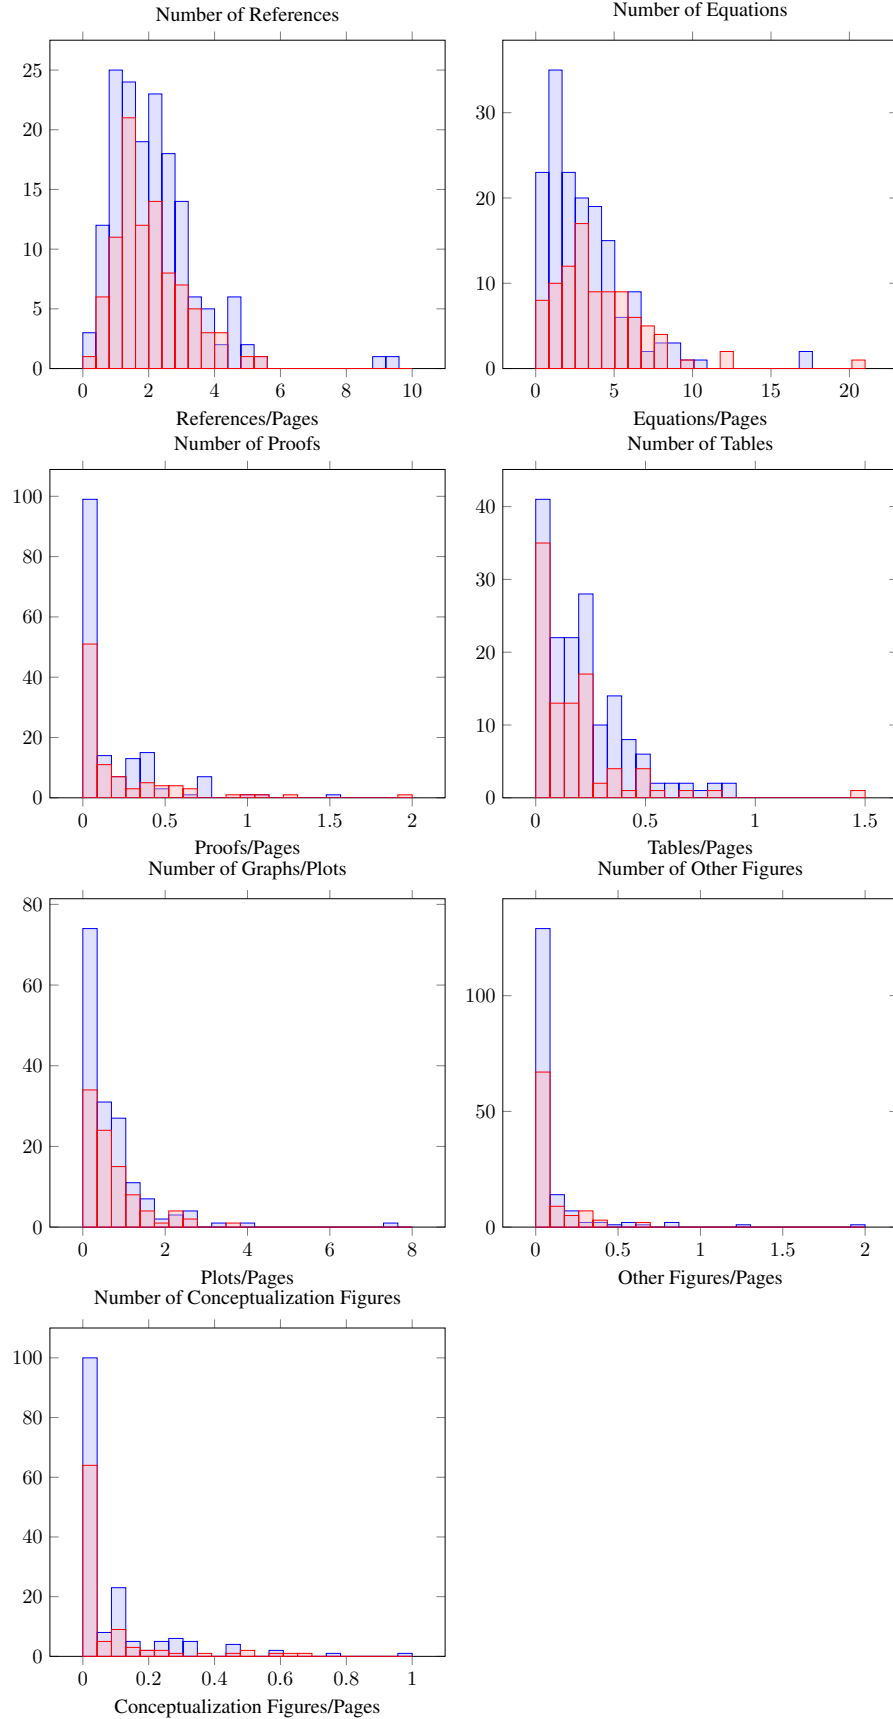 Number of References
25
20
15
10
5
0
0 2 4 6 8 10
References/Pages
Number of Equations
30
20
10
0
0 5 10 15 20
Equations/Pages
Number of Proofs
100
80
60
40
20
0
0 0.5 1 1.5 2
Proofs/Pages
Number of Tables
40
30
20
10
0
0 0.5 1 1.5
Tables/Pages
Number of Graphs/Plots
80
60
40
20
0
0 2 4 6 8
Plots/Pages
Number of Other Figures
100
50
0
0 0.5 1 1.5 2
Other Figures/Pages
Number of Conceptualization Figures
100
80
60
40
20
0
0 0.2 0.4 0.6 0.8 1
Conceptualization Figures/Pages